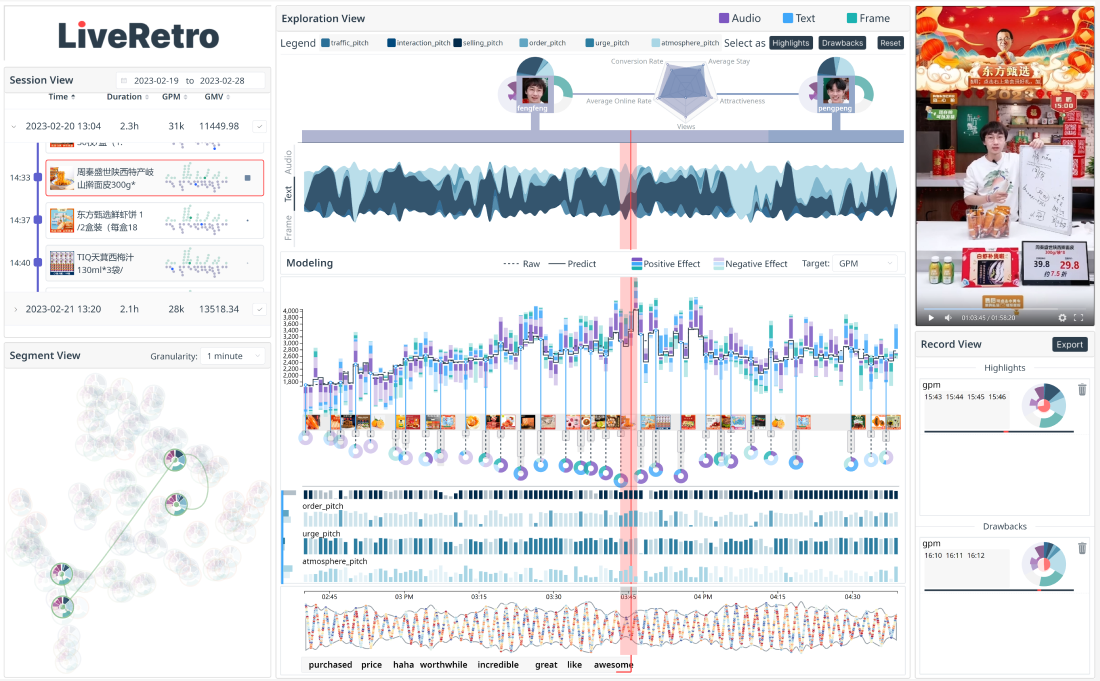 LiveRetro
Session View
2023-02-19 to 2023-02-28
Time Duration GPM GMV
2023-02-20 13:04 2.3h 31k 11449.98
14:33
周秦盛世陕西特产岐
山擀面皮300g*
14:37
东方甄选鲜虾饼 1
/2盒装（每盒18
14:40
TIQ天蓂西梅汁
130ml*3袋/
2023-02-21 13:20 2.1h 28k 13518.34
Segment View
Granularity: 1 minute
Exploration View
Audio Text Frame
Legend traffic_pitch interaction_pitch selling_pitch order_pitch urge_pitch atmosphere_pitch Select as Highlights Drawbacks Reset
fengfeng
Conversion Rate
Average Stay
Average Online Rate
Attractiveness
Views
pengpeng
Audio
Text
Frame
Modeling
Raw Predict Positive Effect Negative Effect Target: GPM
4,000
3,800
3,600
3,400
3,200
3,000
2,800
2,600
2,400
2,200
2,000
1,800
order_pitch
urge_pitch
atmosphere_pitch
02:45 03 PM 03:15 03:30 03:45 04 PM 04:15 04:30
purchased price haha worthwhile incredible great like awesome
东方甄选
39.8 29.8
约7.5折
01:03:45 / 01:58:20
Record View
Export
Highlights
gpm
15:43 15:44 15:45 15:46
Drawbacks
gpm
16:10 16:11 16:12